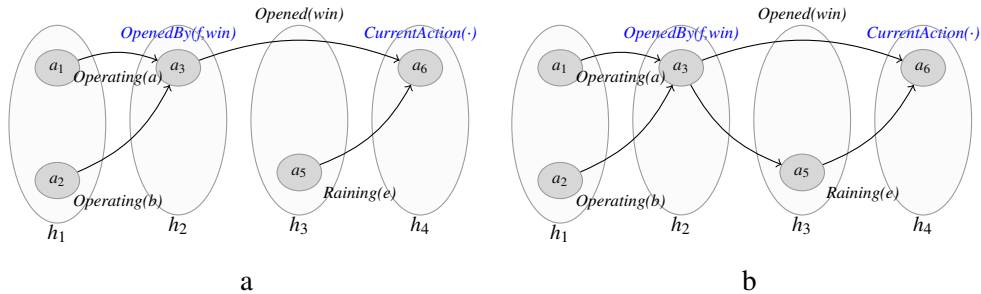 Opened(win)
OpenedBy(f,win)
CurrentAction(·)
a1
a3
a6
Operating(a)
a2
a5
Operating(b)
Raining(e)
h1
h2
h3
h4
a
Opened(win)
OpenedBy(f,win)
CurrentAction(·)
a1
a3
a6
Operating(a)
a2
a5
Operating(b)
Raining(e)
h1
h2
h3
h4
b